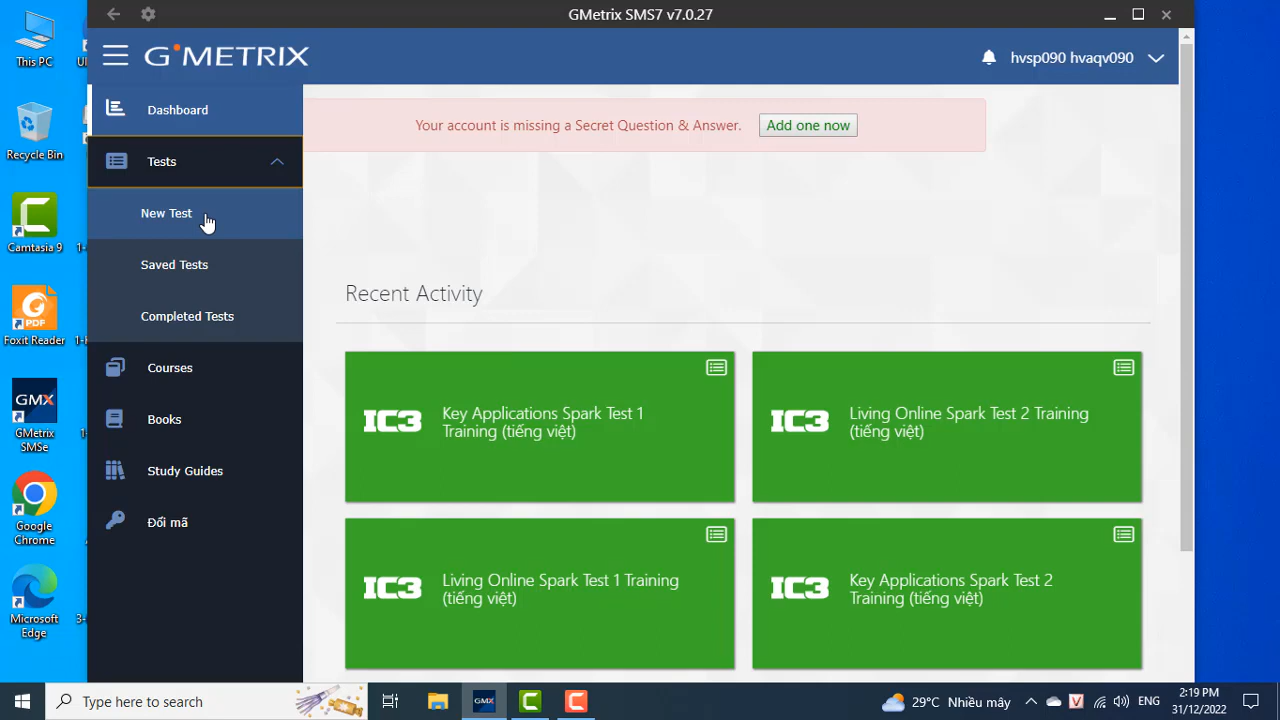 This PC
Recycle Bin
Camtasia 9
Foxit Reader
GMX
GMetrix
SMSe
Google
Chrome
Microsoft
Edge
GMetrix SMS7 v7.0.27
GMETRIX
hvsp090 hvaqv090
Dashboard
Tests
New Test
Saved Tests
Completed Tests
Courses
Books
Study Guides
Đổi mã
Your account is missing a Secret Question & Answer.
Add one now
Recent Activity
IC3
Key Applications Spark Test 1
Training (tiếng việt)
IC3
Living Online Spark Test 2 Training
(tiếng việt)
IC3
Living Online Spark Test 1 Training
(tiếng việt)
IC3
Key Applications Spark Test 2
Training (tiếng việt)
Type here to search
GMX
29°C Nhiều mây
ENG
2:19 PM
31/12/2022